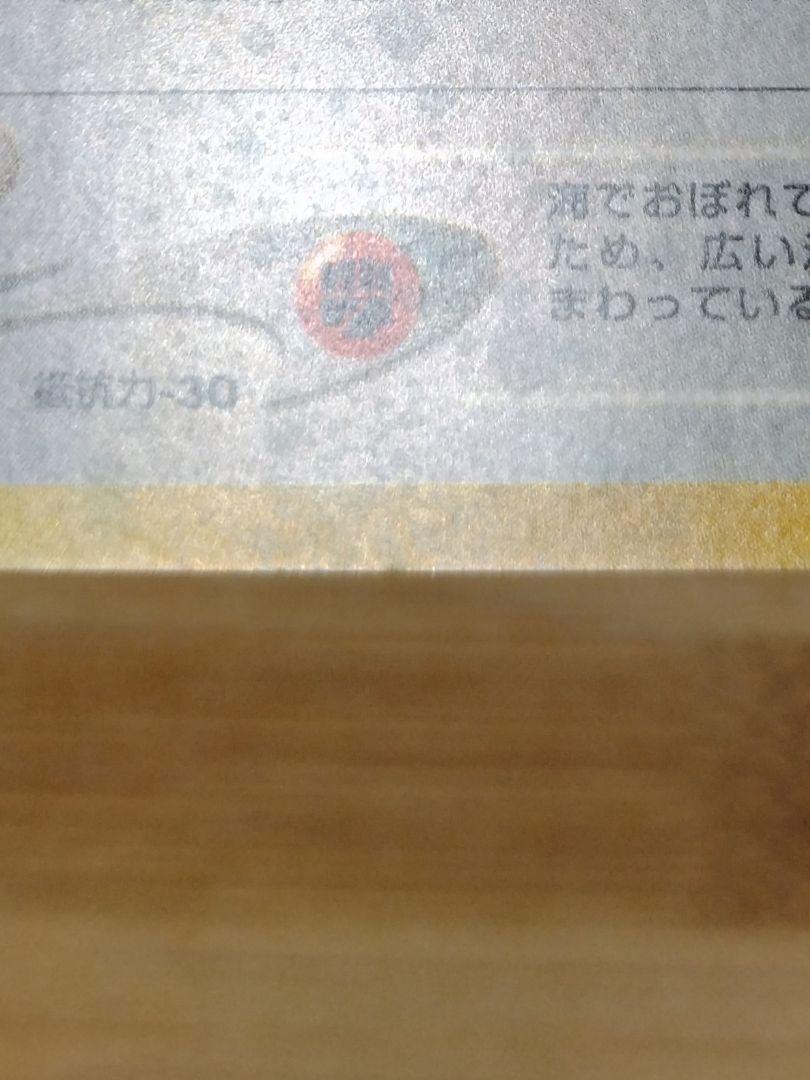 海でおぼれて
ため、広い
まわっている
抵抗力-30